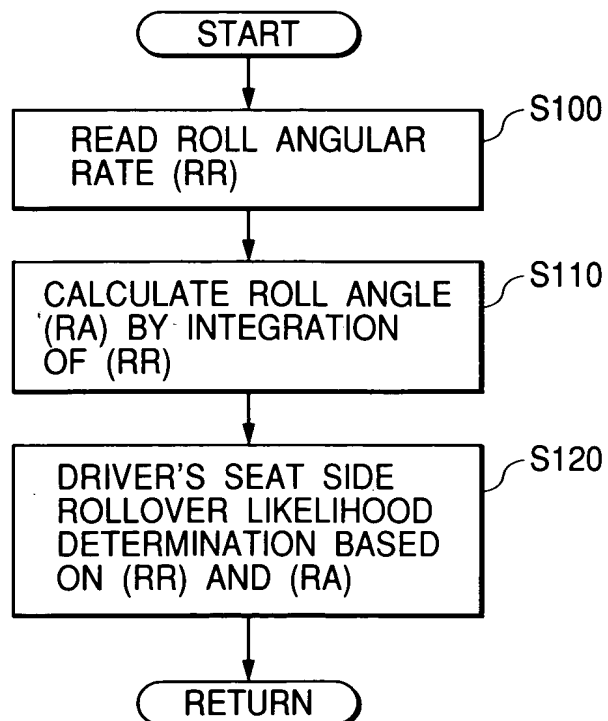 START
S100
READ ROLL ANGULAR
RATE (RR)
S110
CALCULATE ROLL ANGLE
(RA) BY INTEGRATION
OF (RR)
S120
DRIVER'S SEAT SIDE
ROLLOVER LIKELIHOOD
DETERMINATION BASED
ON (RR) AND (RA)
RETURN